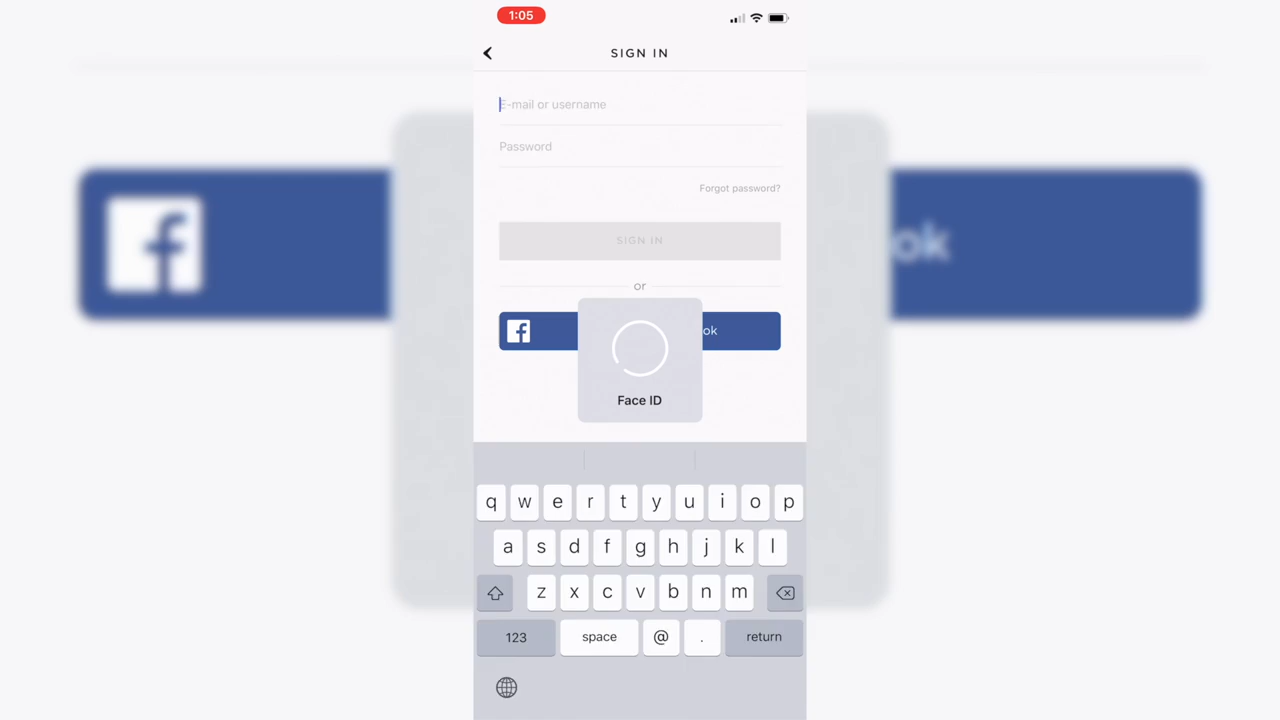 1:05
SIGN IN
E-mail or username
Password
Forgot password?
SIGN IN
or
f
ok
f
ok
Face ID
q w e r t y u i o p
a s d f g h j k l
z x c v b n m
123 space @ . return